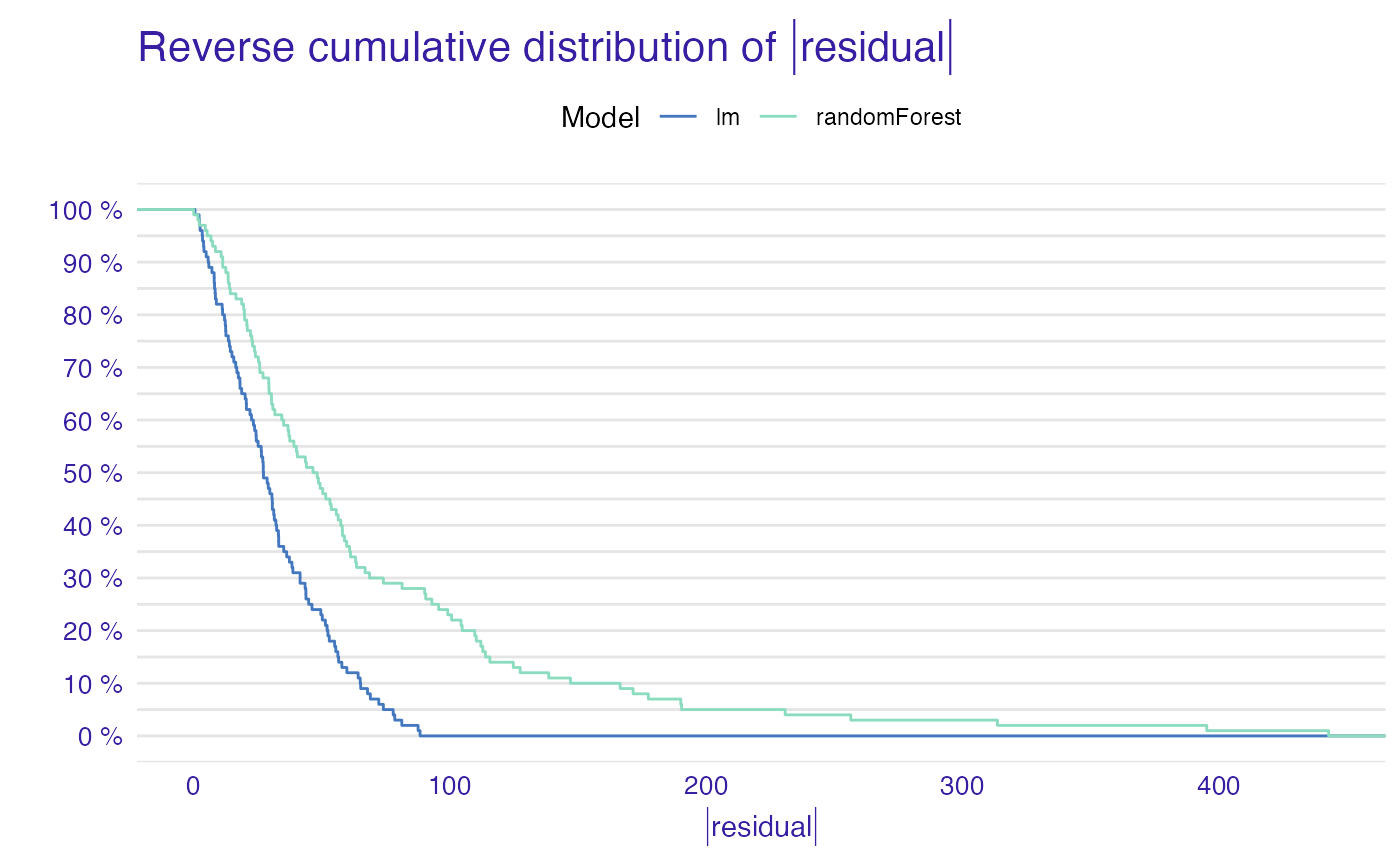 Reverse cumulative distribution of |residual|
Model lm randomForest
100 %
90 %
80 %
70 %
60 %
50 %
40 %
30 %
20 %
10 %
0 %
0 100 200 300 400
|residual|